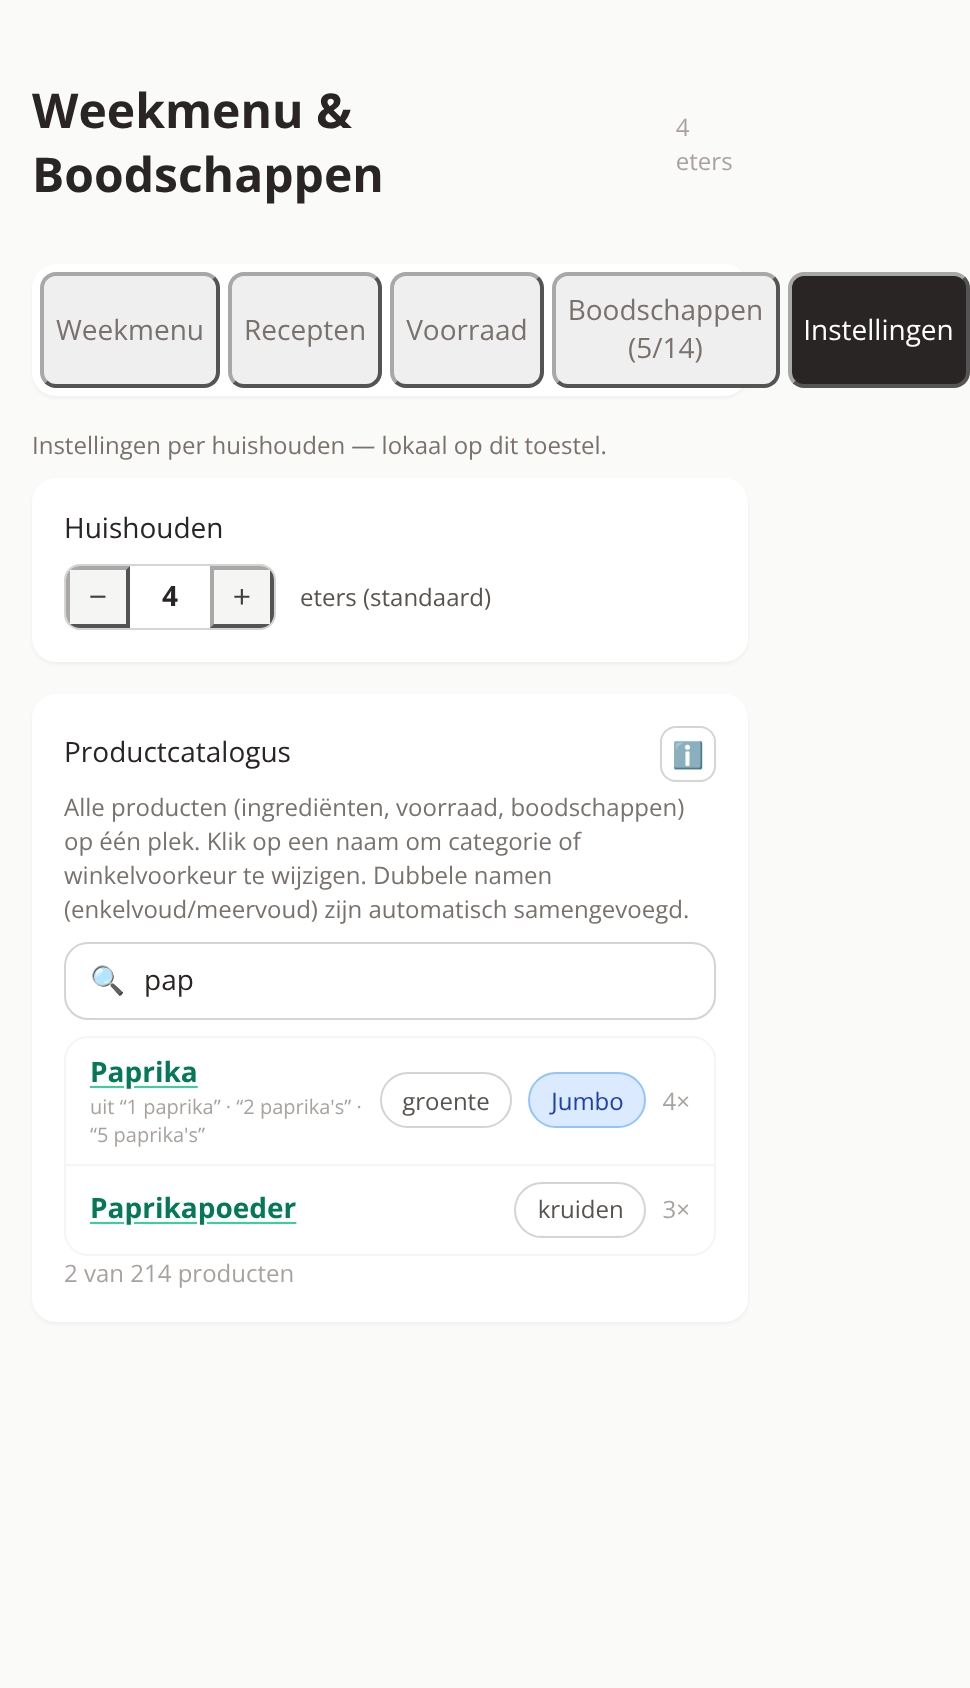 Weekmenu &
Boodschappen
4
eters
Weekmenu
Recepten
Voorraad
Boodschappen
(5/14)
Instellingen
Instellingen per huishouden — lokaal op dit toestel.
Huishouden
− 4 + eters (standaard)
Productcatalogus
Alle producten (ingrediënten, voorraad, boodschappen)
op één plek. Klik op een naam om categorie of
winkelvoorkeur te wijzigen. Dubbele namen
(enkelvoud/meervoud) zijn automatisch samengevoegd.
pap
Paprika
uit “1 paprika” · “2 paprika's” ·
“5 paprika's”
groente
Jumbo
4×
Paprikapoeder
kruiden
3×
2 van 214 producten